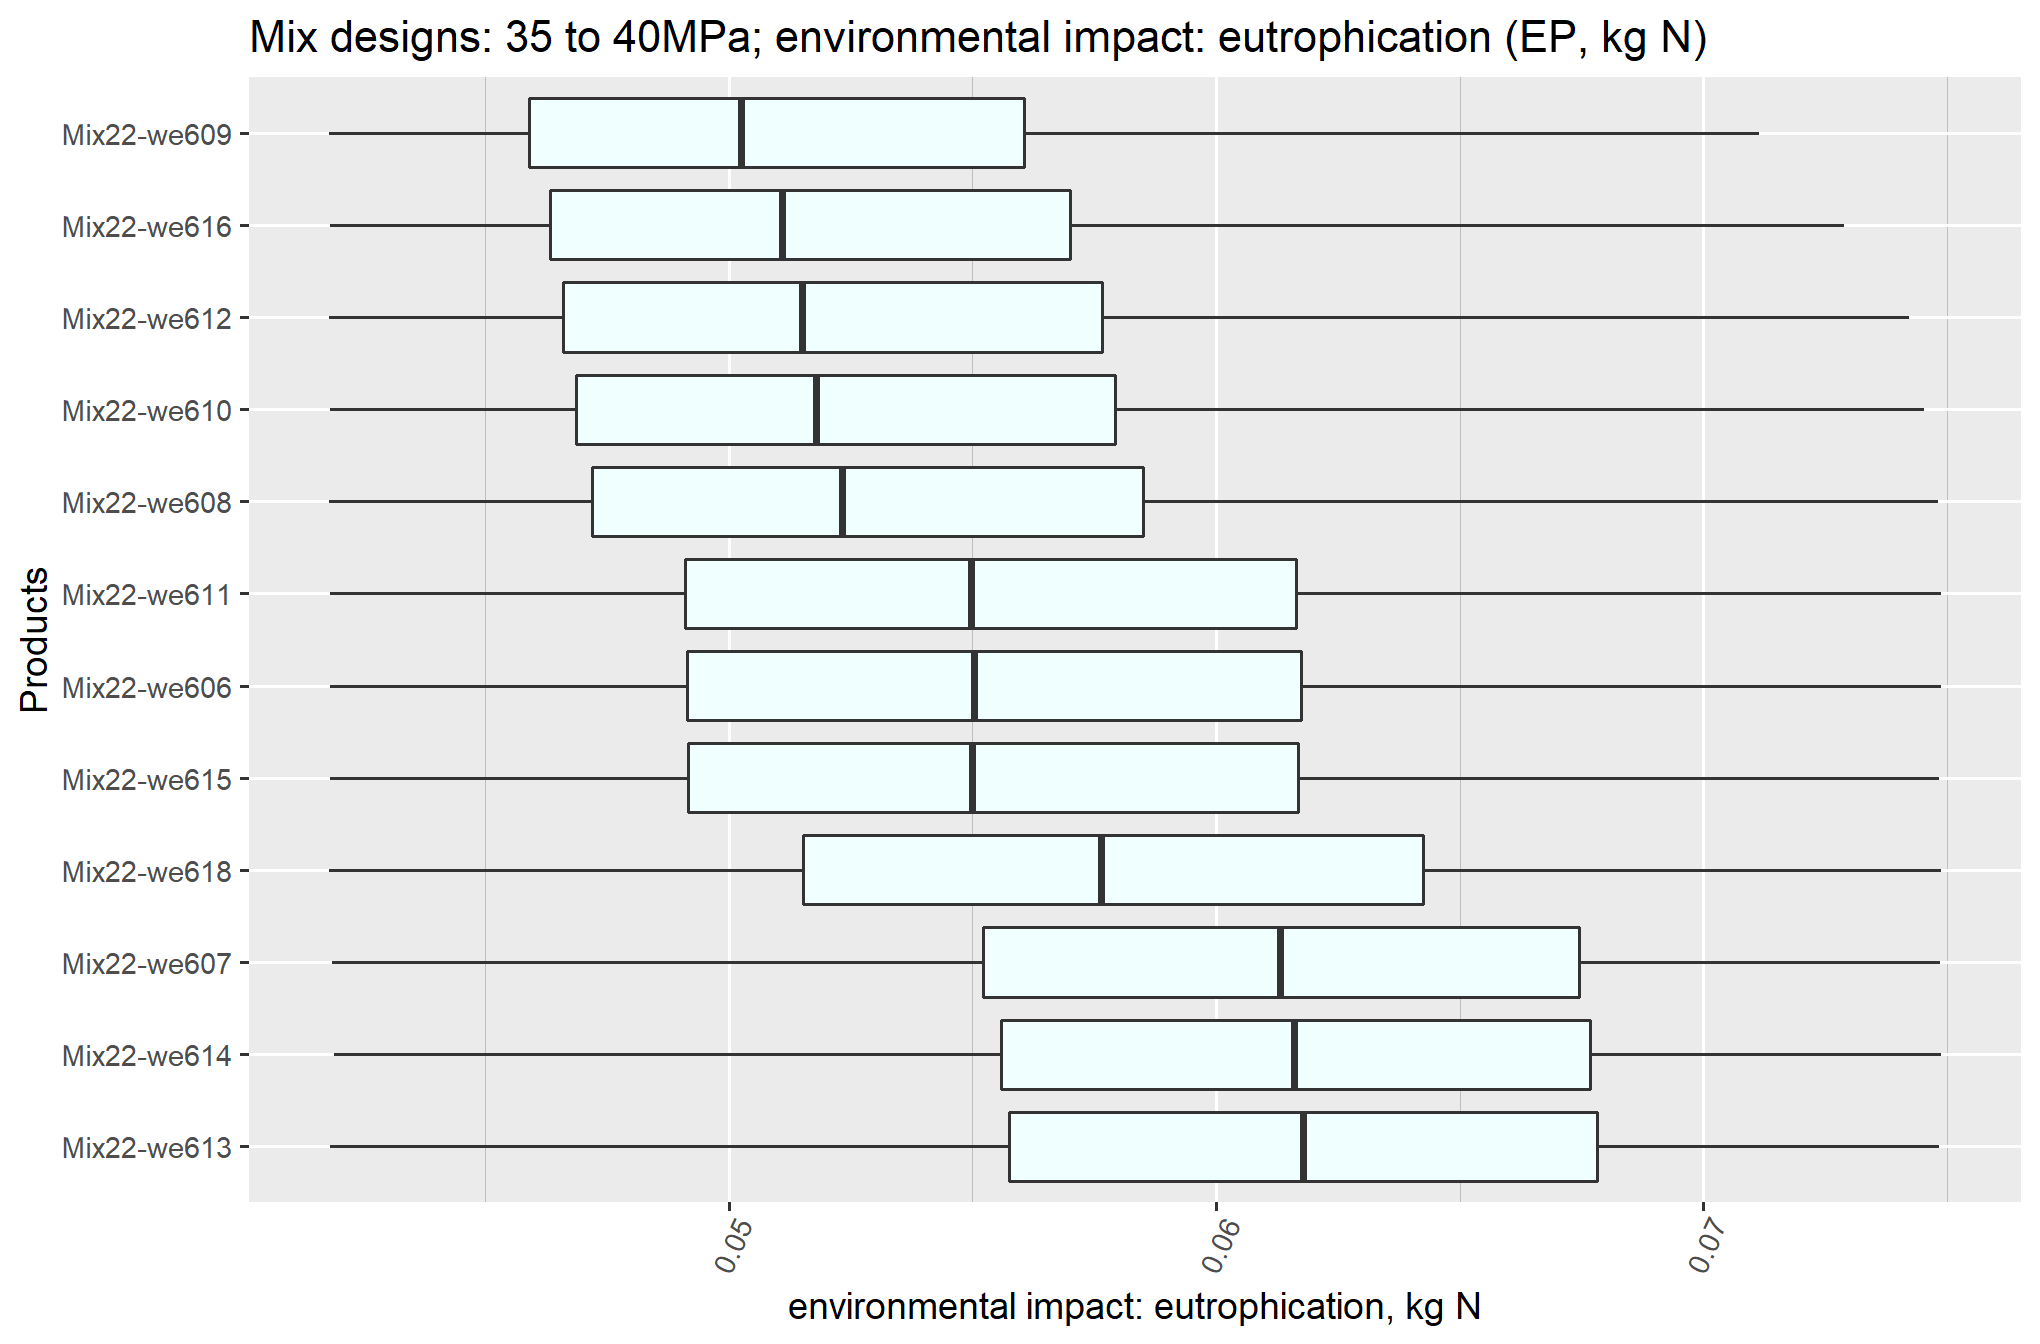 Mix designs: 35 to 40MPa; environmental impact: eutrophication (EP, kg N)
Products
Mix22-we609
Mix22-we616
Mix22-we612
Mix22-we610
Mix22-we608
Mix22-we611
Mix22-we606
Mix22-we615
Mix22-we618
Mix22-we607
Mix22-we614
Mix22-we613
0.05
0.06
0.07
environmental impact: eutrophication, kg N